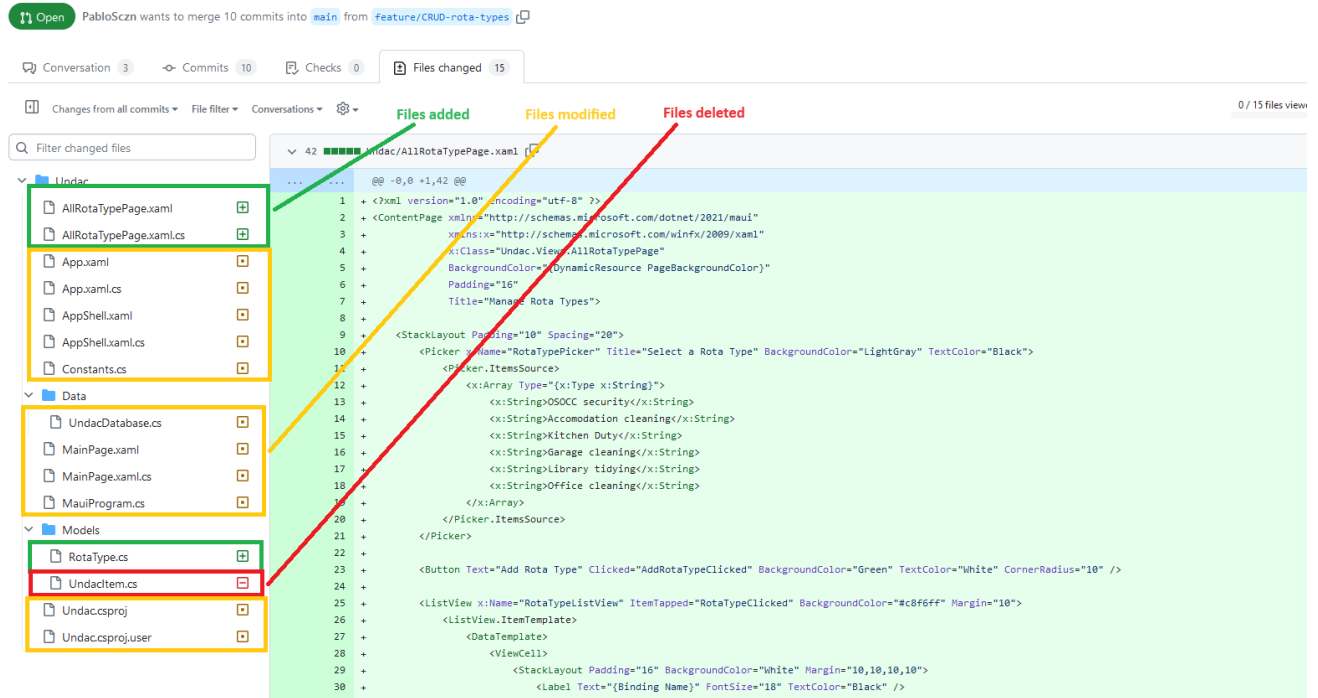 Open PabloSczn wants to merge 10 commits into main from feature/CRUD-rota-types
Conversation 3 Commits 10 Checks 0 Files changed 15
Changes from all commits File filter Conversations
Files added Files modified Files deleted
0 / 15 files viewe
Filter changed files
42 Undac/AllRotaTypePage.xaml
Undac
AllRotaTypePage.xaml
AllRotaTypePage.xaml.cs
App.xaml
App.xaml.cs
AppShell.xaml
AppShell.xaml.cs
Constants.cs
Data
UndacDatabase.cs
MainPage.xaml
MainPage.xaml.cs
MauiProgram.cs
Models
RotaType.cs
UndacItem.cs
Undac.csproj
Undac.csproj.user
... ... @@ -0,0 +1,42 @@
1 + <?xml version="1.0" encoding="utf-8" ?>
2 + <ContentPage xmlns="http://schemas.microsoft.com/dotnet/2021/maui"
3 + xmlns:x="http://schemas.microsoft.com/winfx/2009/xaml"
4 + x:Class="Undac.Views.AllRotaTypePage"
5 + BackgroundColor="{DynamicResource PageBackgroundColor}"
6 + Padding="16"
7 + Title="Manage Rota Types">
8 +
9 + <StackLayout Padding="10" Spacing="20">
10 + <Picker x:Name="RotaTypePicker" Title="Select a Rota Type" BackgroundColor="LightGray" TextColor="Black">
11 + <Picker.ItemsSource>
12 + <x:Array Type="{x:Type x:String}">
13 + <x:String>OSOCC security</x:String>
14 + <x:String>Accomodation cleaning</x:String>
15 + <x:String>Kitchen Duty</x:String>
16 + <x:String>Garage cleaning</x:String>
17 + <x:String>Library tidying</x:String>
18 + <x:String>Office cleaning</x:String>
19 + </x:Array>
20 + </Picker.ItemsSource>
21 + </Picker>
22 +
23 + <Button Text="Add Rota Type" Clicked="AddRotaTypeClicked" BackgroundColor="Green" TextColor="White" CornerRadius="10" />
24 +
25 + <ListView x:Name="RotaTypeListView" ItemTapped="RotaTypeClicked" BackgroundColor="#c8f6ff" Margin="10">
26 + <ListView.ItemTemplate>
27 + <DataTemplate>
28 + <ViewCell>
29 + <StackLayout Padding="16" BackgroundColor="White" Margin="10,10,10,10">
30 + <Label Text="{Binding Name}" FontSize="18" TextColor="Black" />